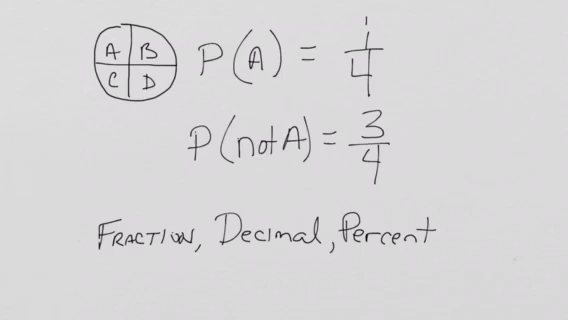 A B P(A) = 1/4
C D
P(not A) = 3/4
FRACTION, Decimal, Percent